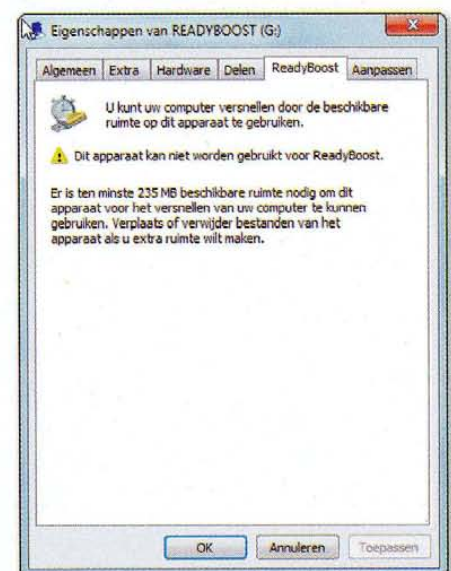 Eigenschappen van READYBOOST (G:)
Algemeen Extra Hardware Delen ReadyBoost Aanpassen
U kunt uw computer versnellen door de beschikbare
ruimte op dit apparaat te gebruiken.
Dit apparaat kan niet worden gebruikt voor ReadyBoost.
Er is ten minste 235 MB beschikbare ruimte nodig om dit
apparaat voor het versnellen van uw computer te kunnen
gebruiken. Verplaats of verwijder bestanden van het
apparaat als u extra ruimte wilt maken.
OK Annuleren Toepassen